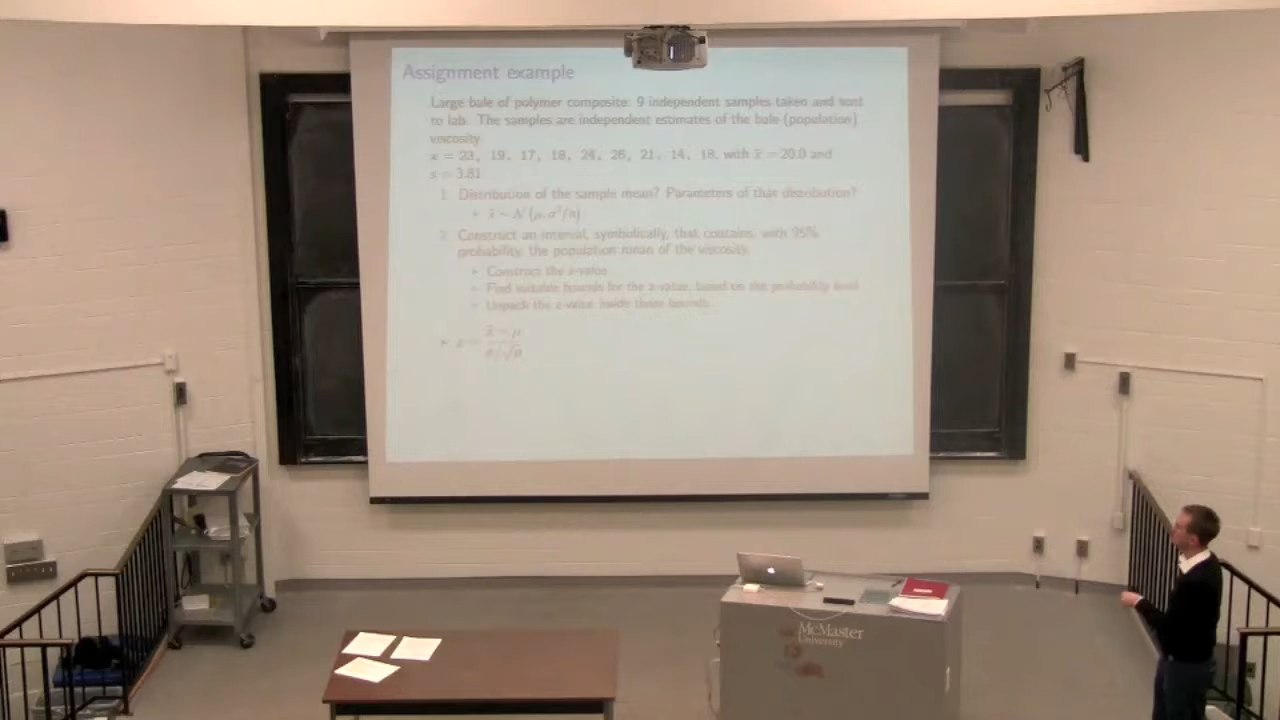 Assignment example
Large bale of polymer composite: 9 independent samples taken and sent
to lab. The samples are independent estimates of the bale (population)
viscosity.
x = 23, 19, 17, 18, 24, 26, 21, 14, 18, with x̄ = 20.0 and
s = 3.81
1 Distribution of the sample mean? Parameters of that distribution?
• x̄ ~ N (μ, σ²/n)
2 Construct an interval, symbolically, that contains, with 95%
probability, the population mean of the viscosity.
• Construct the z-value
• Find suitable bounds for the z-value, based on the probability level
• Unpack the z-value inside those bounds
• z = (x̄ − μ) / (σ/√n)
McMaster
University